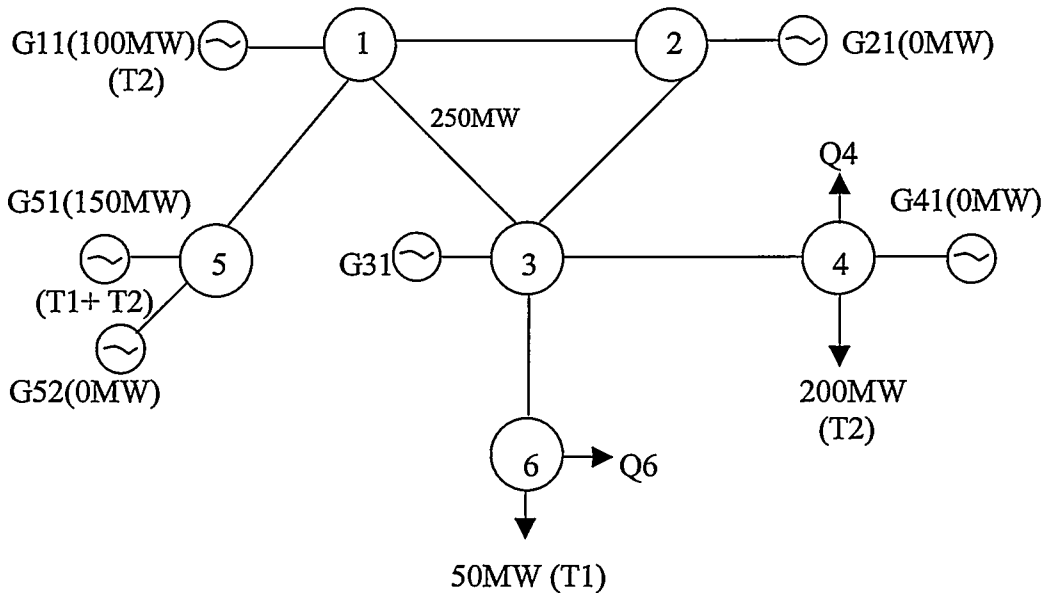 G11(100MW)
(T2)
1
2
G21(0MW)
250MW
Q4
G51(150MW)
G41(0MW)
5
G31
3
4
(T1+ T2)
G52(0MW)
200MW
(T2)
6
Q6
50MW (T1)